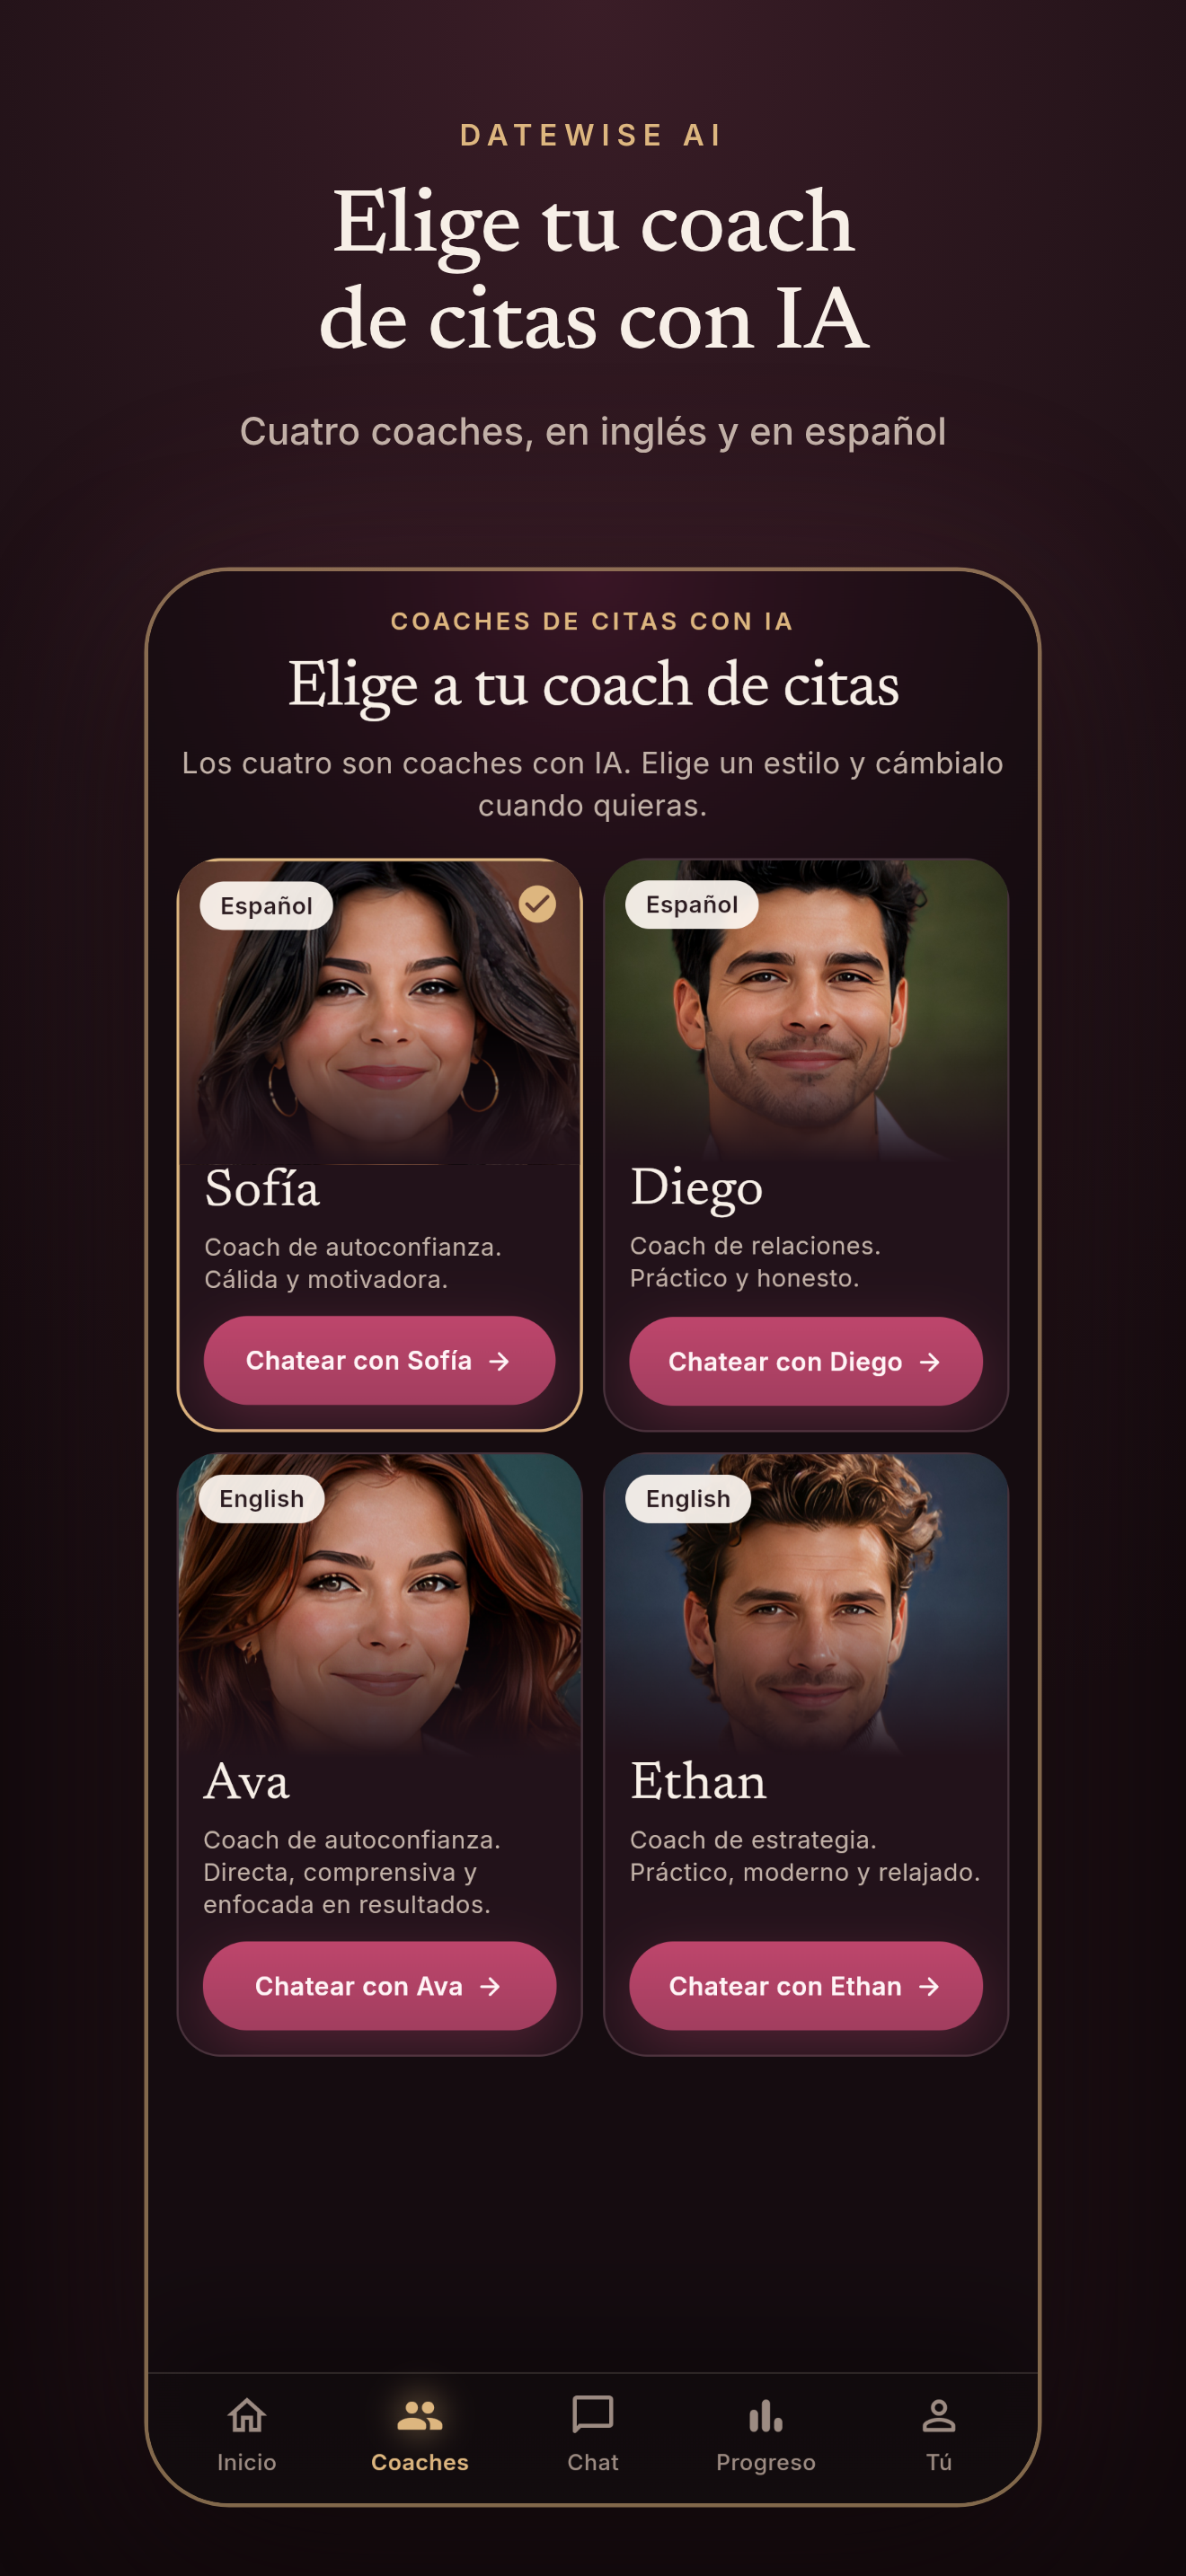 DATEWISE AI
Elige tu coach
de citas con IA
Cuatro coaches, en inglés y en español
COACHES DE CITAS CON IA
Elige a tu coach de citas
Los cuatro son coaches con IA. Elige un estilo y cámbialo
cuando quieras.
Español
Sofía
Coach de autoconfianza.
Cálida y motivadora.
Chatear con Sofía →
Español
Diego
Coach de relaciones.
Práctico y honesto.
Chatear con Diego →
English
Ava
Coach de autoconfianza.
Directa, comprensiva y
enfocada en resultados.
Chatear con Ava →
English
Ethan
Coach de estrategia.
Práctico, moderno y relajado.
Chatear con Ethan →
Inicio
Coaches
Chat
Progreso
Tú